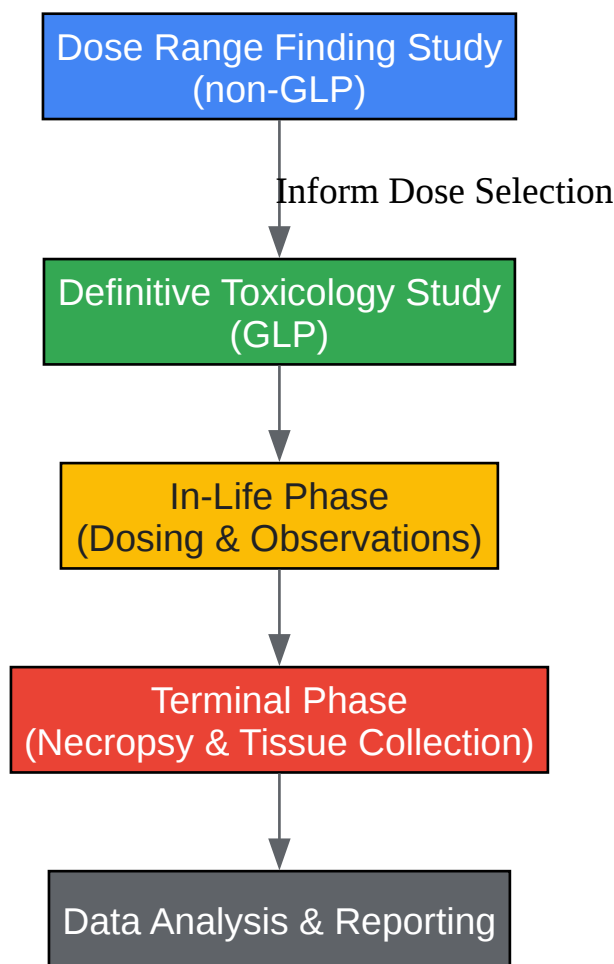 Dose Range Finding Study
(non-GLP)
Inform Dose Selection
Definitive Toxicology Study
(GLP)
In-Life Phase
(Dosing & Observations)
Terminal Phase
(Necropsy & Tissue Collection)
Data Analysis & Reporting